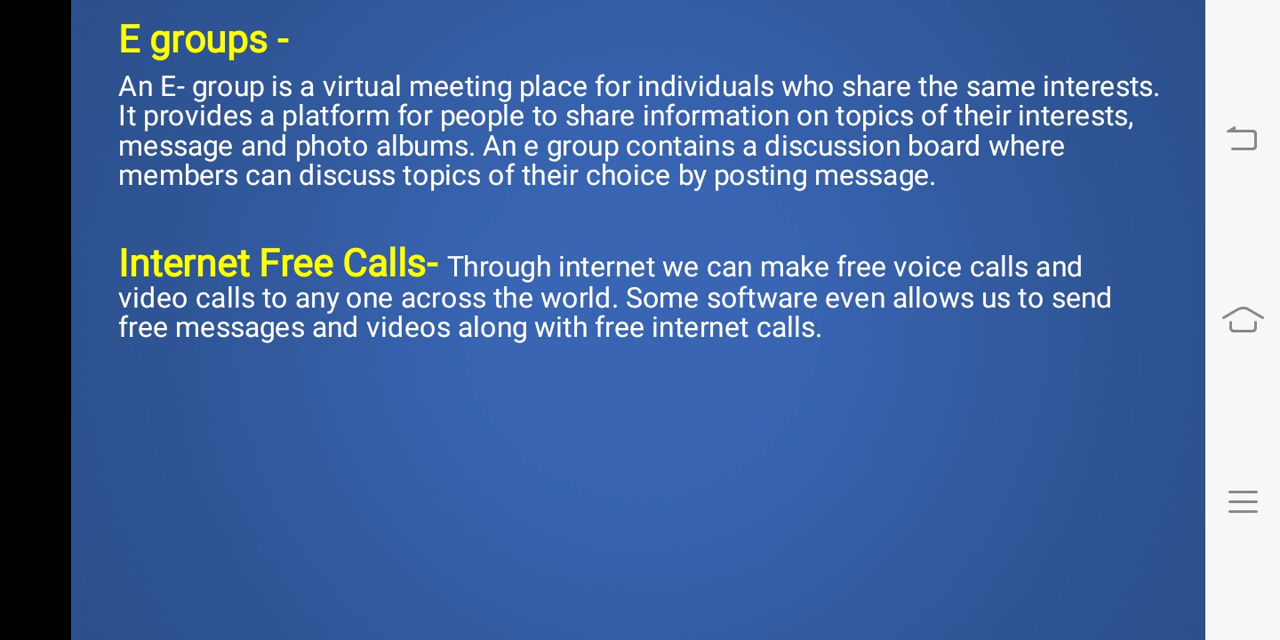 E groups -
An E- group is a virtual meeting place for individuals who share the same interests.
It provides a platform for people to share information on topics of their interests,
message and photo albums. An e group contains a discussion board where
members can discuss topics of their choice by posting message.
Internet Free Calls- Through internet we can make free voice calls and
video calls to any one across the world. Some software even allows us to send
free messages and videos along with free internet calls.